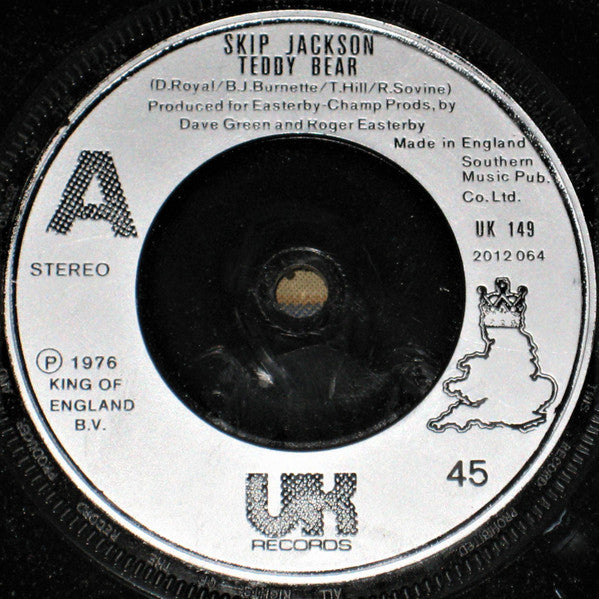 SKIP JACKSON
TEDDY BEAR
(D.Royal/B.J.Burnette/T.Hill/R.Sovine)
Produced for Easterby-Champ Prods, by
Dave Green and Roger Easterby
Made in England
Southern
Music Pub.
Co.Ltd.
UK 149
2012 064
A
STEREO
Ⓟ 1976
KING OF
ENGLAND
B.V.
45
UK
RECORDS